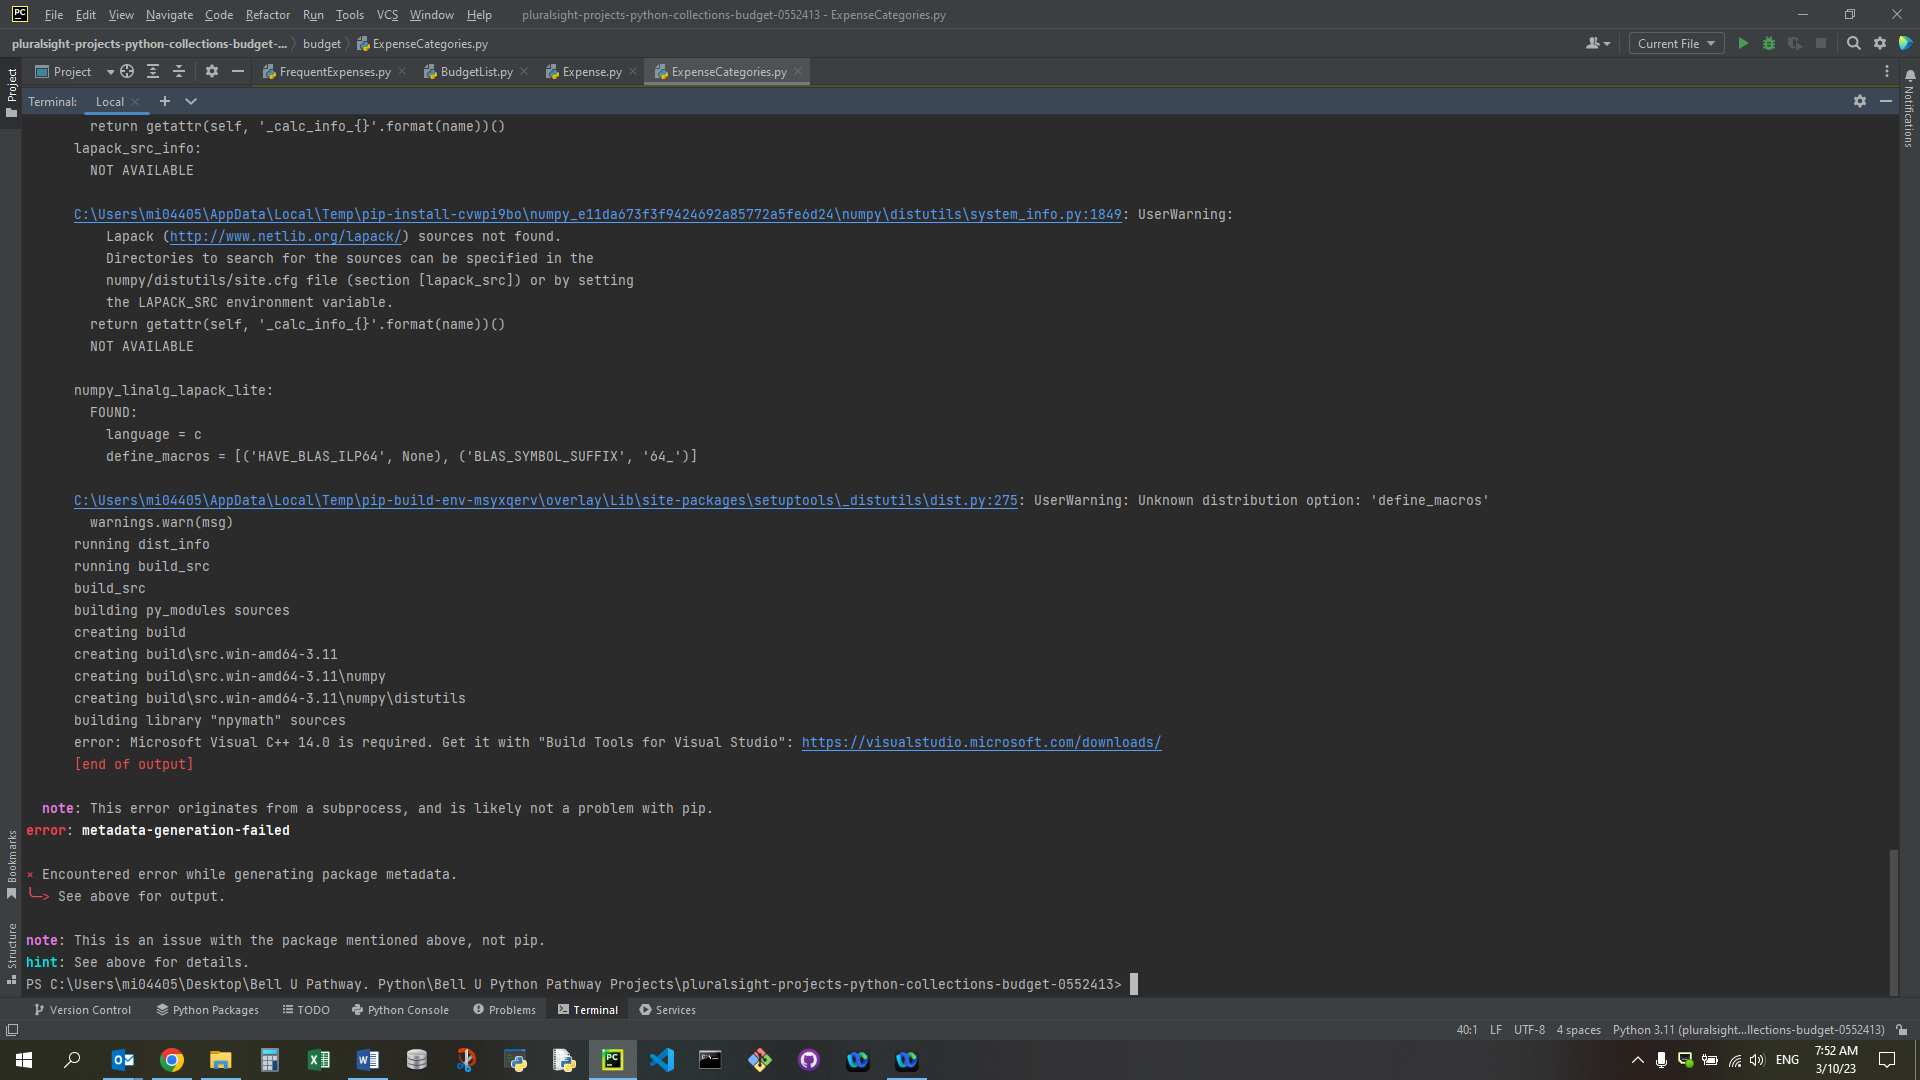 PC File Edit View Navigate Code Refactor Run Tools VCS Window Help pluralsight-projects-python-collections-budget-0552413 - ExpenseCategories.py
pluralsight-projects-python-collections-budget-... budget ExpenseCategories.py Current File
Project FrequentExpenses.py BudgetList.py Expense.py ExpenseCategories.py
Project
Notifications
Terminal: Local
return getattr(self, '_calc_info_{}'.format(name))()
lapack_src_info:
NOT AVAILABLE
C:\Users\mi04405\AppData\Local\Temp\pip-install-cvwpi9bo\numpy_e11da673f3f9424692a85772a5fe6d24\numpy\distutils\system_info.py:1849: UserWarning:
Lapack (http://www.netlib.org/lapack/) sources not found.
Directories to search for the sources can be specified in the
numpy/distutils/site.cfg file (section [lapack_src]) or by setting
the LAPACK_SRC environment variable.
return getattr(self, '_calc_info_{}'.format(name))()
NOT AVAILABLE
numpy_linalg_lapack_lite:
FOUND:
language = c
define_macros = [('HAVE_BLAS_ILP64', None), ('BLAS_SYMBOL_SUFFIX', '64_')]
C:\Users\mi04405\AppData\Local\Temp\pip-build-env-msyxqerv\overlay\Lib\site-packages\setuptools\_distutils\dist.py:275: UserWarning: Unknown distribution option: 'define_macros'
warnings.warn(msg)
running dist_info
running build_src
build_src
building py_modules sources
creating build
creating build\src.win-amd64-3.11
creating build\src.win-amd64-3.11\numpy
creating build\src.win-amd64-3.11\numpy\distutils
building library "npymath" sources
error: Microsoft Visual C++ 14.0 is required. Get it with "Build Tools for Visual Studio": https://visualstudio.microsoft.com/downloads/
[end of output]
note: This error originates from a subprocess, and is likely not a problem with pip.
error: metadata-generation-failed
× Encountered error while generating package metadata.
╰─> See above for output.
note: This is an issue with the package mentioned above, not pip.
hint: See above for details.
PS C:\Users\mi04405\Desktop\Bell U Pathway. Python\Bell U Python Pathway Projects\pluralsight-projects-python-collections-budget-0552413>
Bookmarks
Structure
Version Control Python Packages TODO Python Console Problems Terminal Services
40:1 LF UTF-8 4 spaces Python 3.11 (pluralsight...llections-budget-0552413)
PC ENG 7:52 AM
3/10/23